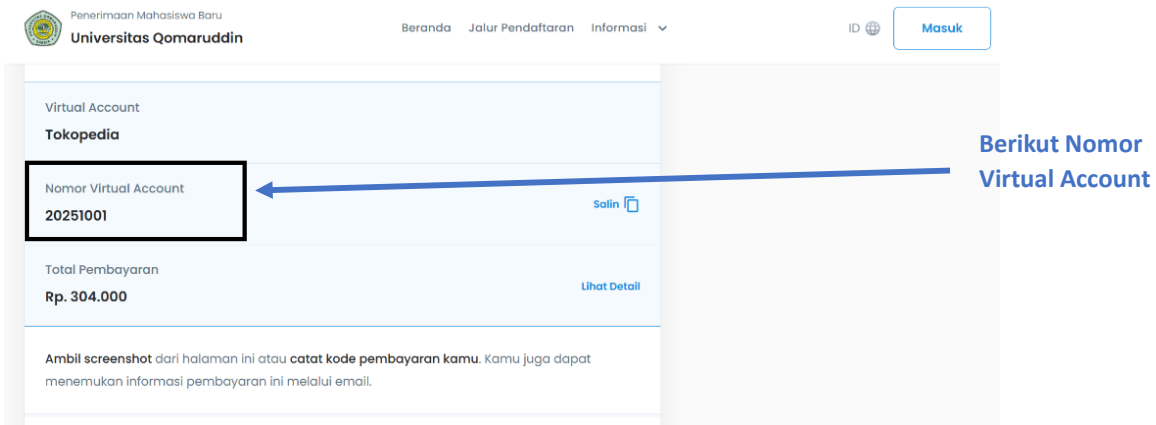 Penerimaan Mahasiswa Baru
Universitas Qomaruddin
Beranda Jalur Pendaftaran Informasi
ID
Masuk
Virtual Account
Tokopedia
Nomor Virtual Account
20251001
Salin
Berikut Nomor
Virtual Account
Total Pembayaran
Rp. 304.000
Lihat Detail
Ambil screenshot dari halaman ini atau catat kode pembayaran kamu. Kamu juga dapat
menemukan informasi pembayaran ini melalui email.